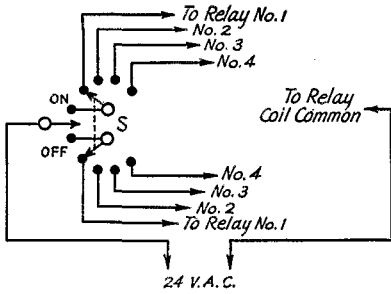 To Relay No.1
No.2
No.3
No.4
ON
S
OFF
To Relay
Coil Common
No.4
No.3
No.2
To Relay No.1
24 V.A.C.